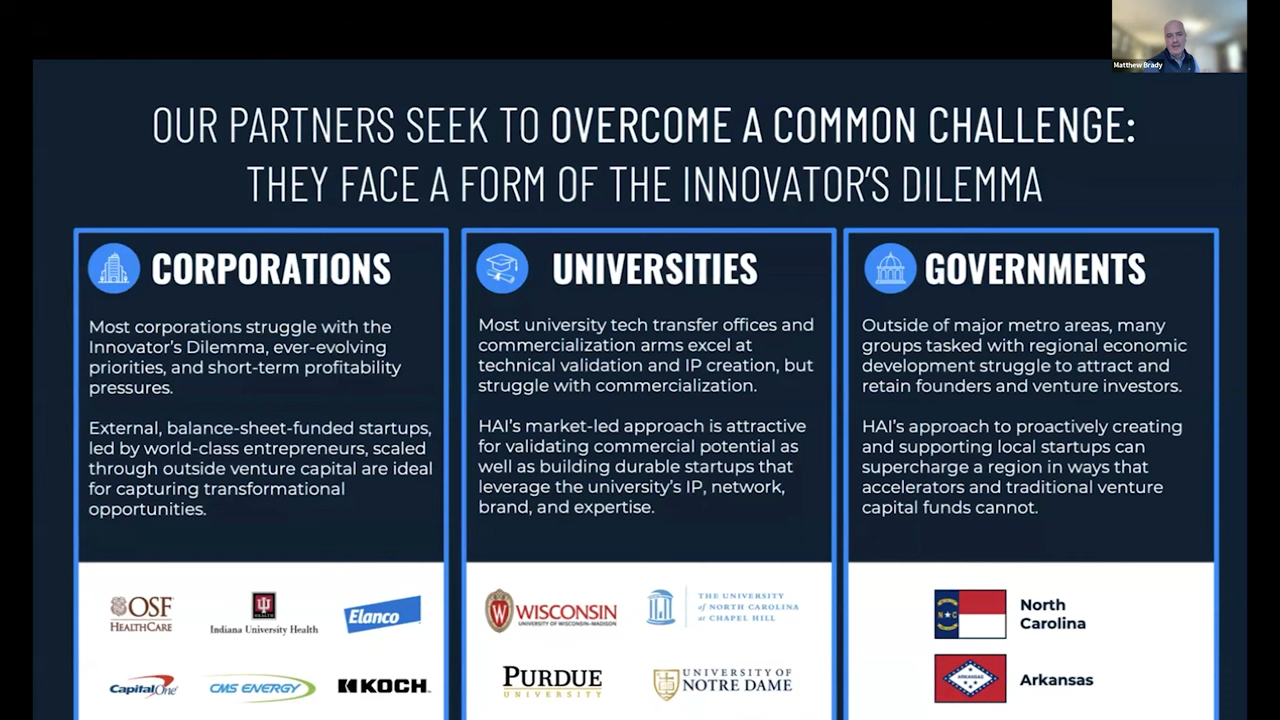 Matthew Brady
OUR PARTNERS SEEK TO OVERCOME A COMMON CHALLENGE:
THEY FACE A FORM OF THE INNOVATOR'S DILEMMA
CORPORATIONS
Most corporations struggle with the
Innovator's Dilemma, ever-evolving
priorities, and short-term profitability
pressures.
External, balance-sheet-funded startups,
led by world-class entrepreneurs, scaled
through outside venture capital are ideal
for capturing transformational
opportunities.
OSF
HEALTHCARE
HEALTH
Indiana University Health
Elanco
Capital One
CMS ENERGY
KOCH
UNIVERSITIES
Most university tech transfer offices and
commercialization arms excel at
technical validation and IP creation, but
struggle with commercialization.
HAI's market-led approach is attractive
for validating commercial potential as
well as building durable startups that
leverage the university's IP, network,
brand, and expertise.
W
WISCONSIN
UNIVERSITY OF WISCONSIN-MADISON
THE UNIVERSITY
of NORTH CAROLINA
at CHAPEL HILL
PURDUE
UNIVERSITY
UNIVERSITY OF
NOTRE DAME
GOVERNMENTS
Outside of major metro areas, many
groups tasked with regional economic
development struggle to attract and
retain founders and venture investors.
HAI's approach to proactively creating
and supporting local startups can
supercharge a region in ways that
accelerators and traditional venture
capital funds cannot.
N C
North
Carolina
ARKANSAS
Arkansas